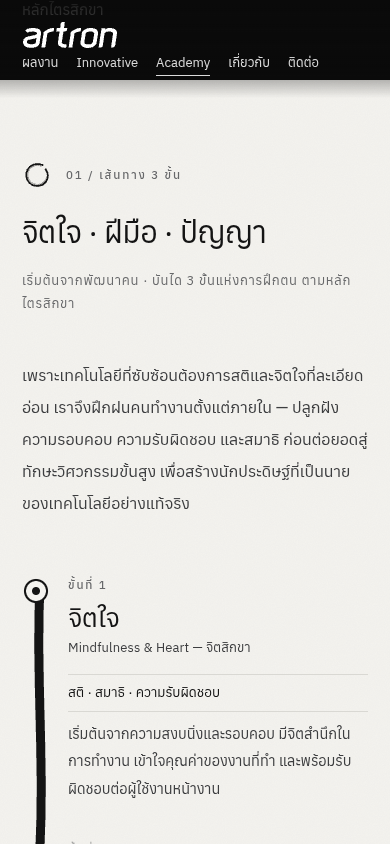 หลักไตรสิกขา
artron
ผลงาน Innovative Academy เกี่ยวกับ ติดต่อ
01 / เส้นทาง 3 ขั้น
จิตใจ · ฝีมือ · ปัญญา
เริ่มต้นจากพัฒนาคน · บันได 3 ขั้นแห่งการฝึกตน ตามหลัก
ไตรสิกขา
เพราะเทคโนโลยีที่ซับซ้อนต้องการสติและจิตใจที่ละเอียด
อ่อน เราจึงฝึกฝนคนทำงานตั้งแต่ภายใน — ปลูกฝัง
ความรอบคอบ ความรับผิดชอบ และสมาธิ ก่อนต่อยอดสู่
ทักษะวิศวกรรมขั้นสูง เพื่อสร้างนักประดิษฐ์ที่เป็นนาย
ของเทคโนโลยีอย่างแท้จริง
ขั้นที่ 1
จิตใจ
Mindfulness & Heart — จิตสิกขา
สติ · สมาธิ · ความรับผิดชอบ
เริ่มต้นจากความสงบนิ่งและรอบคอบ มีจิตสำนึกใน
การทำงาน เข้าใจคุณค่าของงานที่ทำ และพร้อมรับ
ผิดชอบต่อผู้ใช้งานหน้างาน